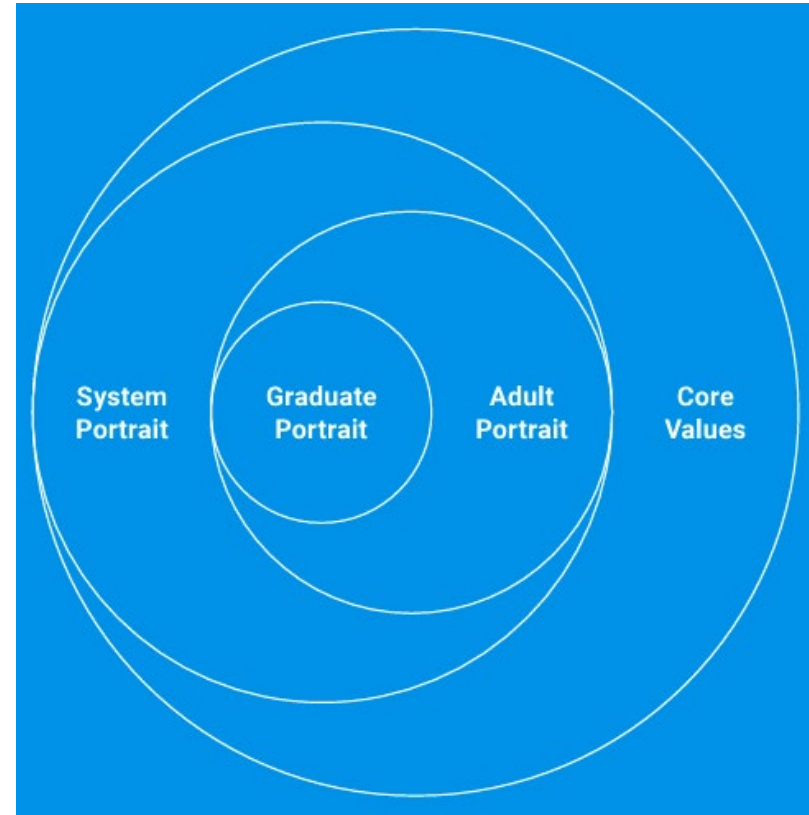 System
Portrait
Graduate
Portrait
Adult
Portrait
Core
Values